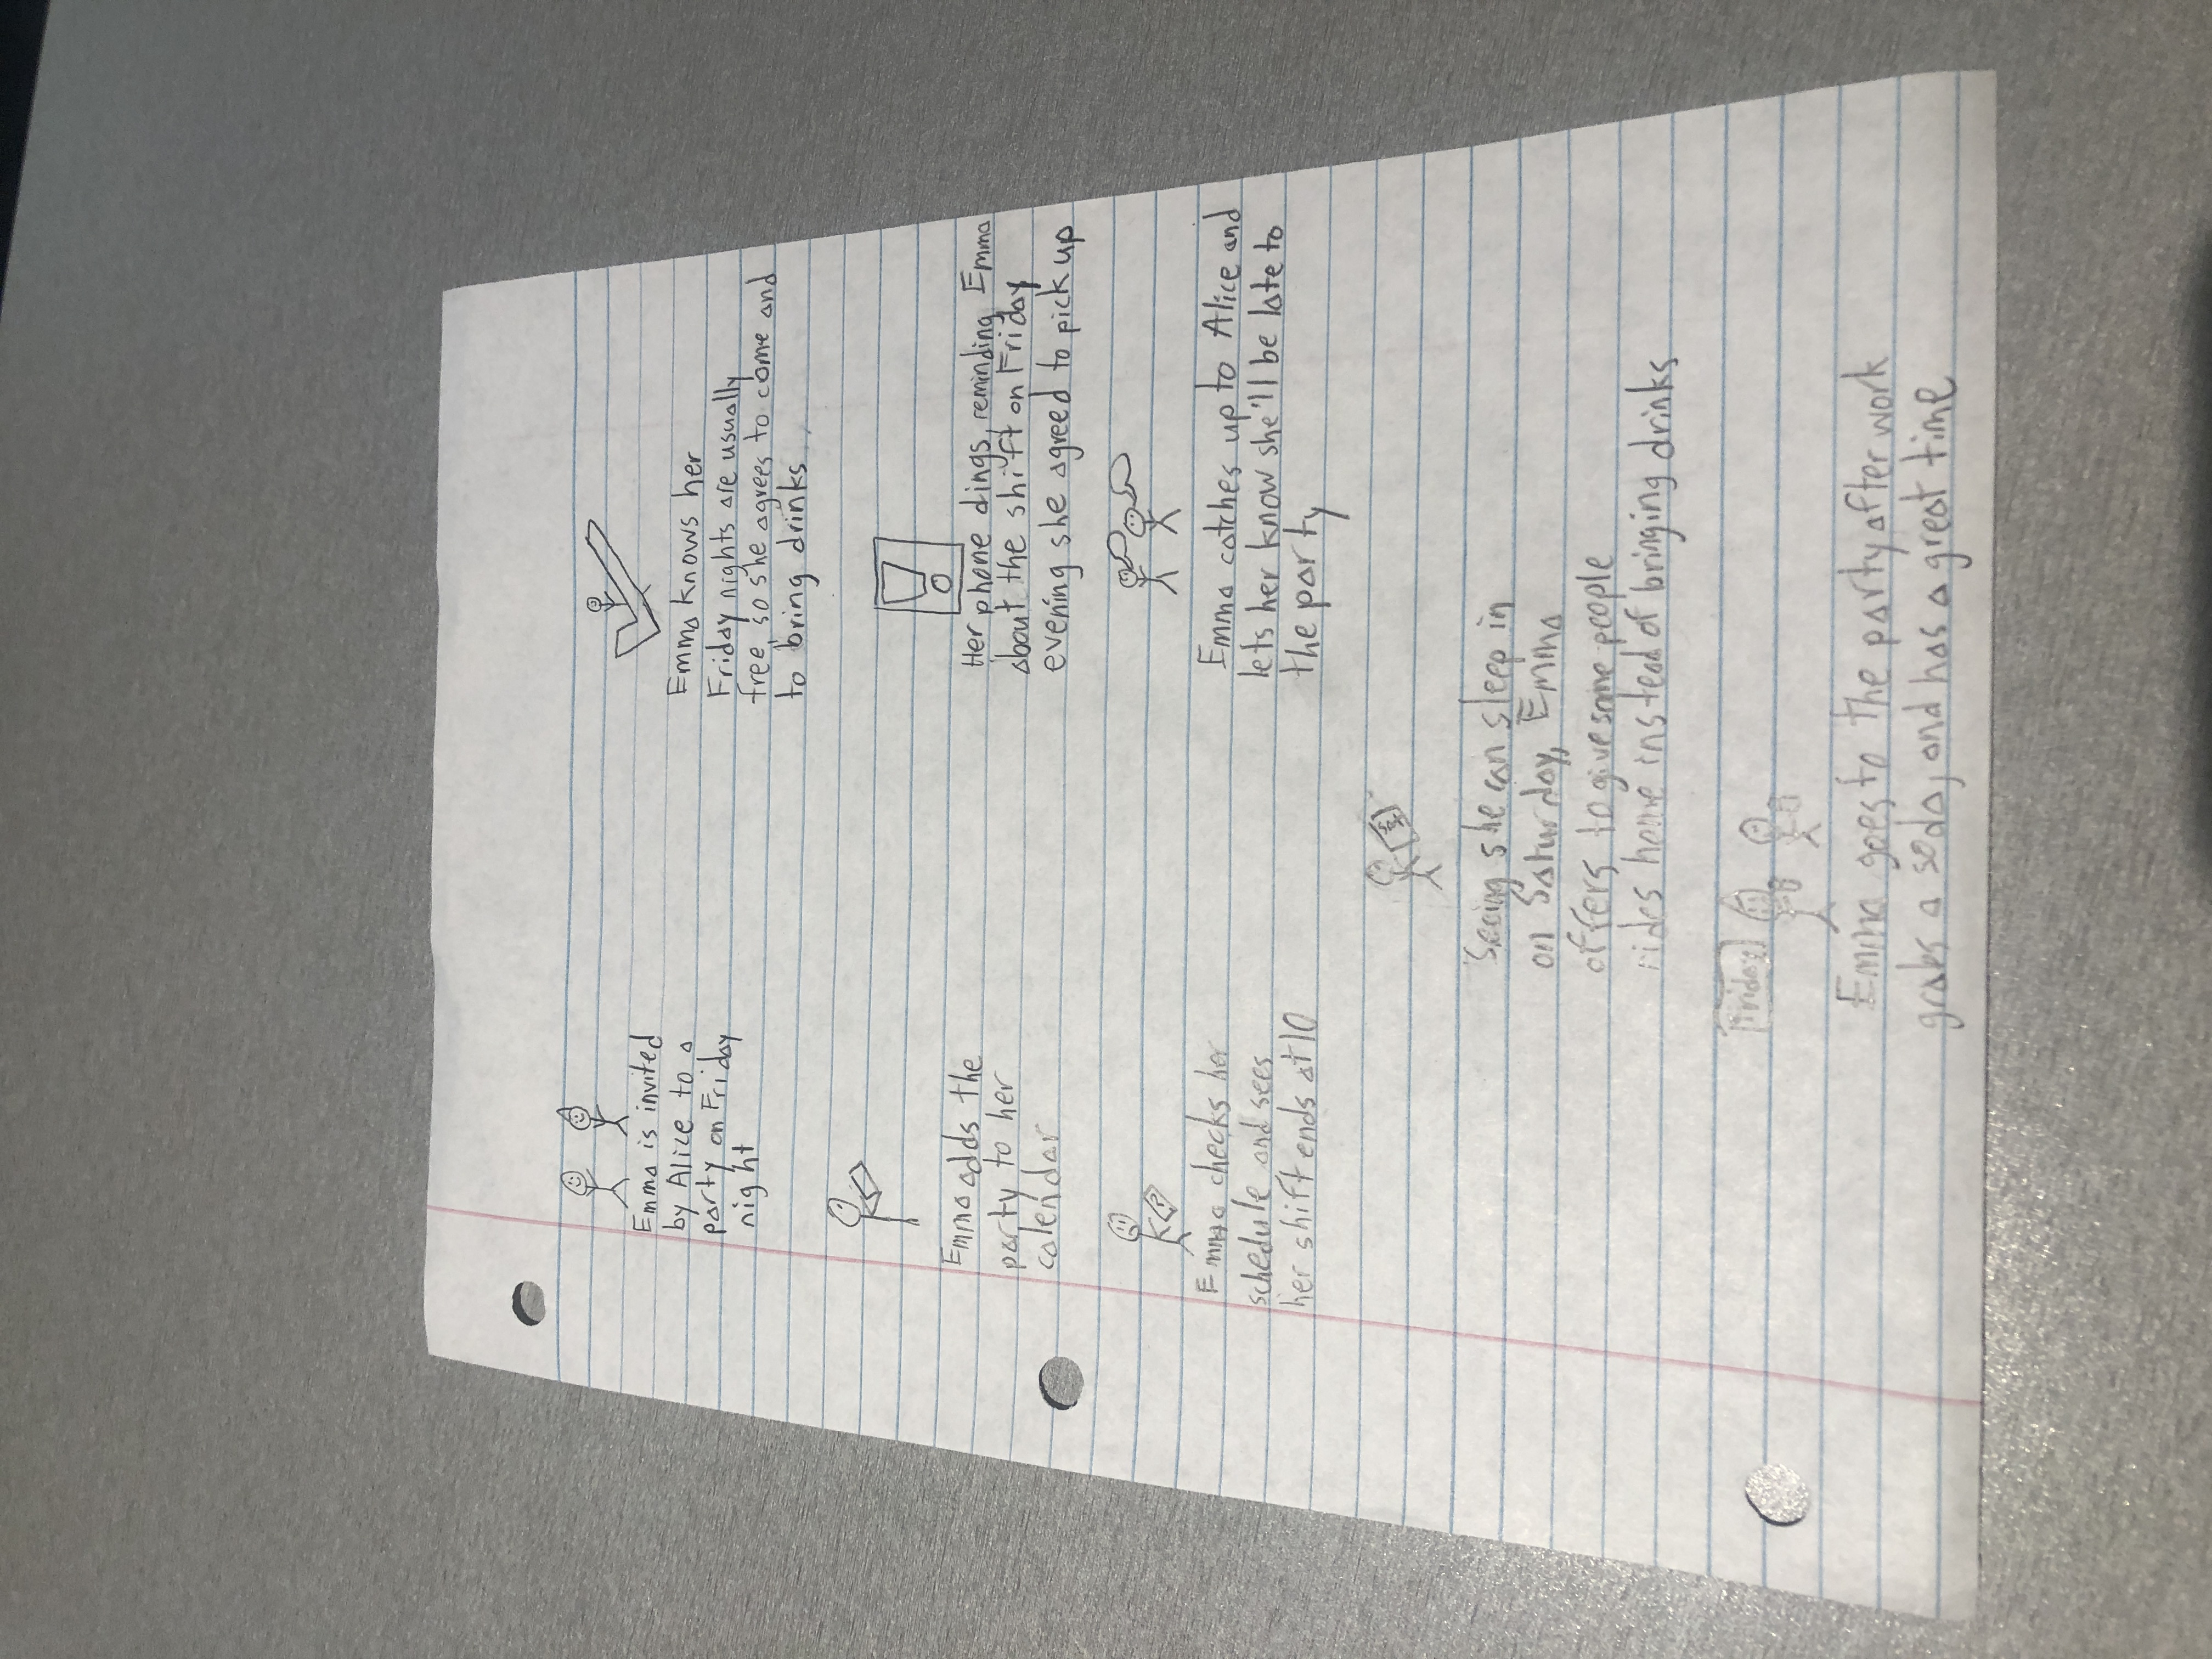 Emma is invited
by Alice to a
party on Friday
night
Emma knows her
Friday nights are usually
free, so she agrees to come and
to bring drinks
Emma adds the
party to her
calendar
Her phone dings, reminding Emma
about the shift on Friday
evening she agreed to pick up
?
Emma checks her
schedule and sees
her shift ends at 10
Emma catches up to Alice and
lets her know she'll be late to
the party
Seeing she can sleep in
on Saturday, Emma
offers to give some people
rides home instead of bringing drinks
Friday
Emma goes to the party after work
grabs a soda, and has a great time